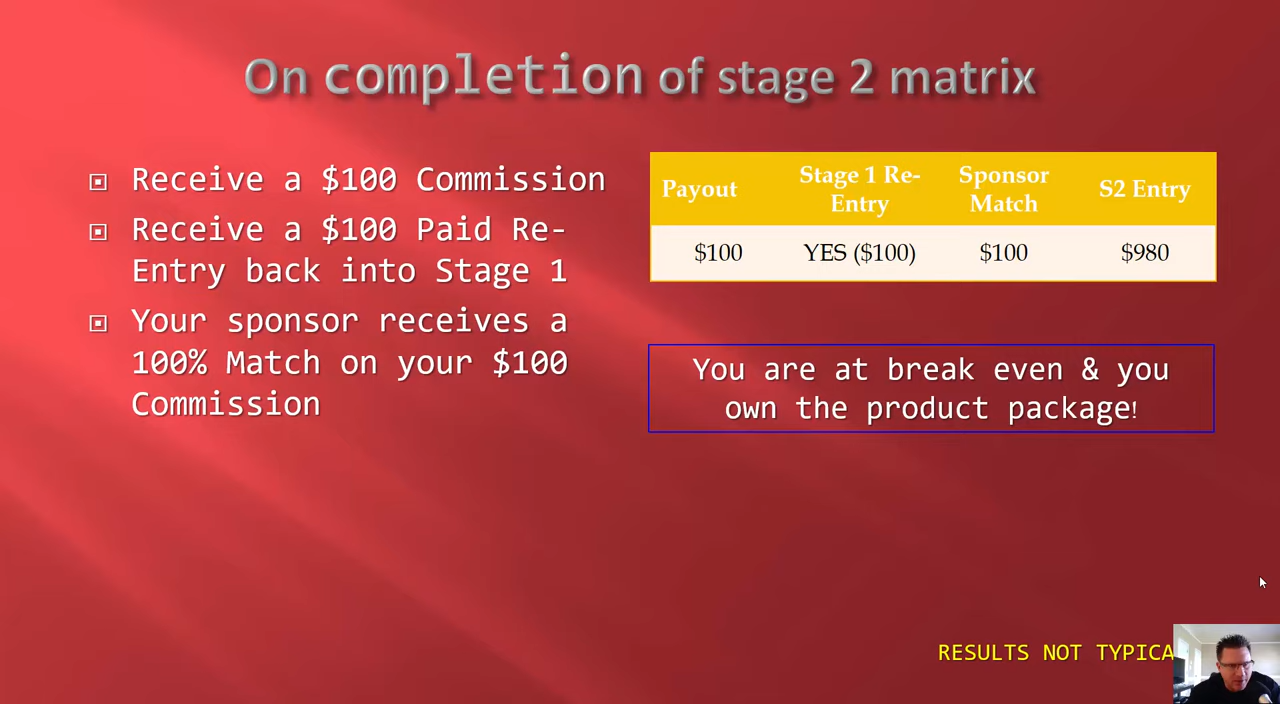 On completion of stage 2 matrix
Receive a $100 Commission
Receive a $100 Paid Re-
Entry back into Stage 1
Your sponsor receives a
100% Match on your $100
Commission
Payout
Stage 1 Re-
Entry
Sponsor
Match
S2 Entry
$100
YES ($100)
$100
$980
You are at break even & you
own the product package!
RESULTS NOT TYPICA